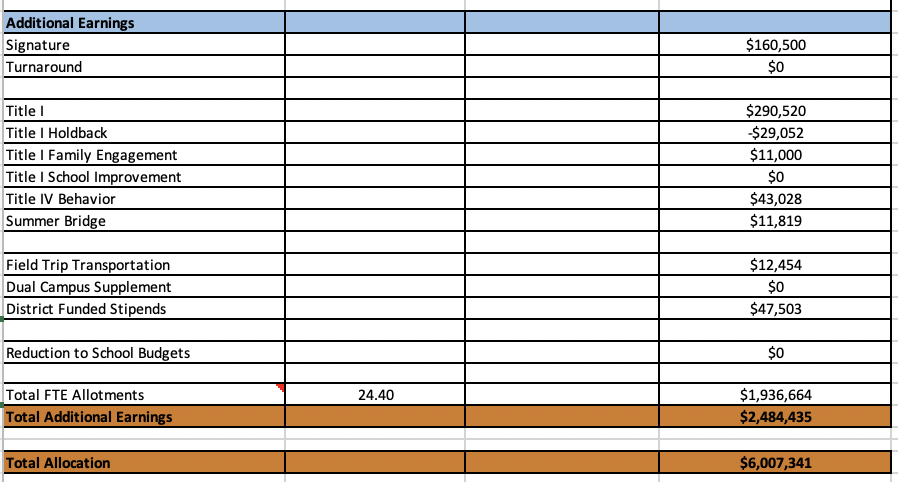 Additional Earnings
Signature $160,500
Turnaround $0
Title I $290,520
Title I Holdback -$29,052
Title I Family Engagement $11,000
Title I School Improvement $0
Title IV Behavior $43,028
Summer Bridge $11,819
Field Trip Transportation $12,454
Dual Campus Supplement $0
District Funded Stipends $47,503
Reduction to School Budgets $0
Total FTE Allotments 24.40 $1,936,664
Total Additional Earnings $2,484,435
Total Allocation $6,007,341